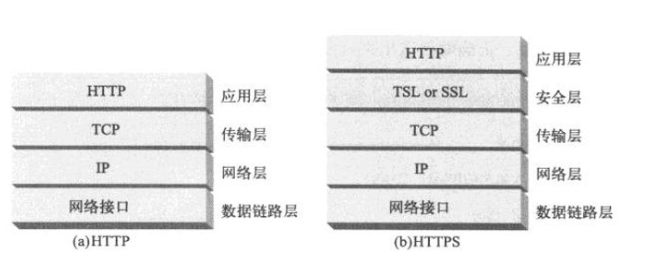 HTTP
应用层
TCP
传输层
IP
网络层
网络接口
数据链路层
(a)HTTP
HTTP
应用层
TSL or SSL
安全层
TCP
传输层
IP
网络层
网络接口
数据链路层
(b)HTTPS